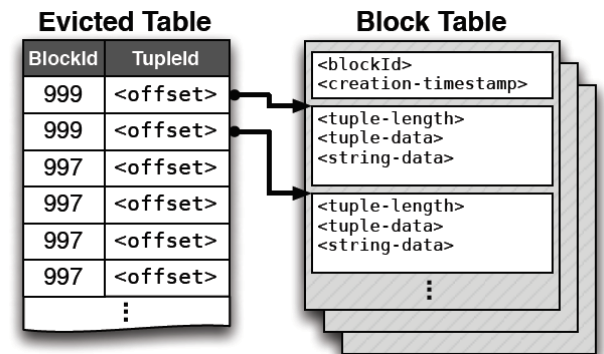 Evicted Table
BlockId TupleId
999 <offset>
999 <offset>
997 <offset>
997 <offset>
997 <offset>
997 <offset>
Block Table
<blockId>
<creation-timestamp>
<tuple-length>
<tuple-data>
<string-data>
<tuple-length>
<tuple-data>
<string-data>